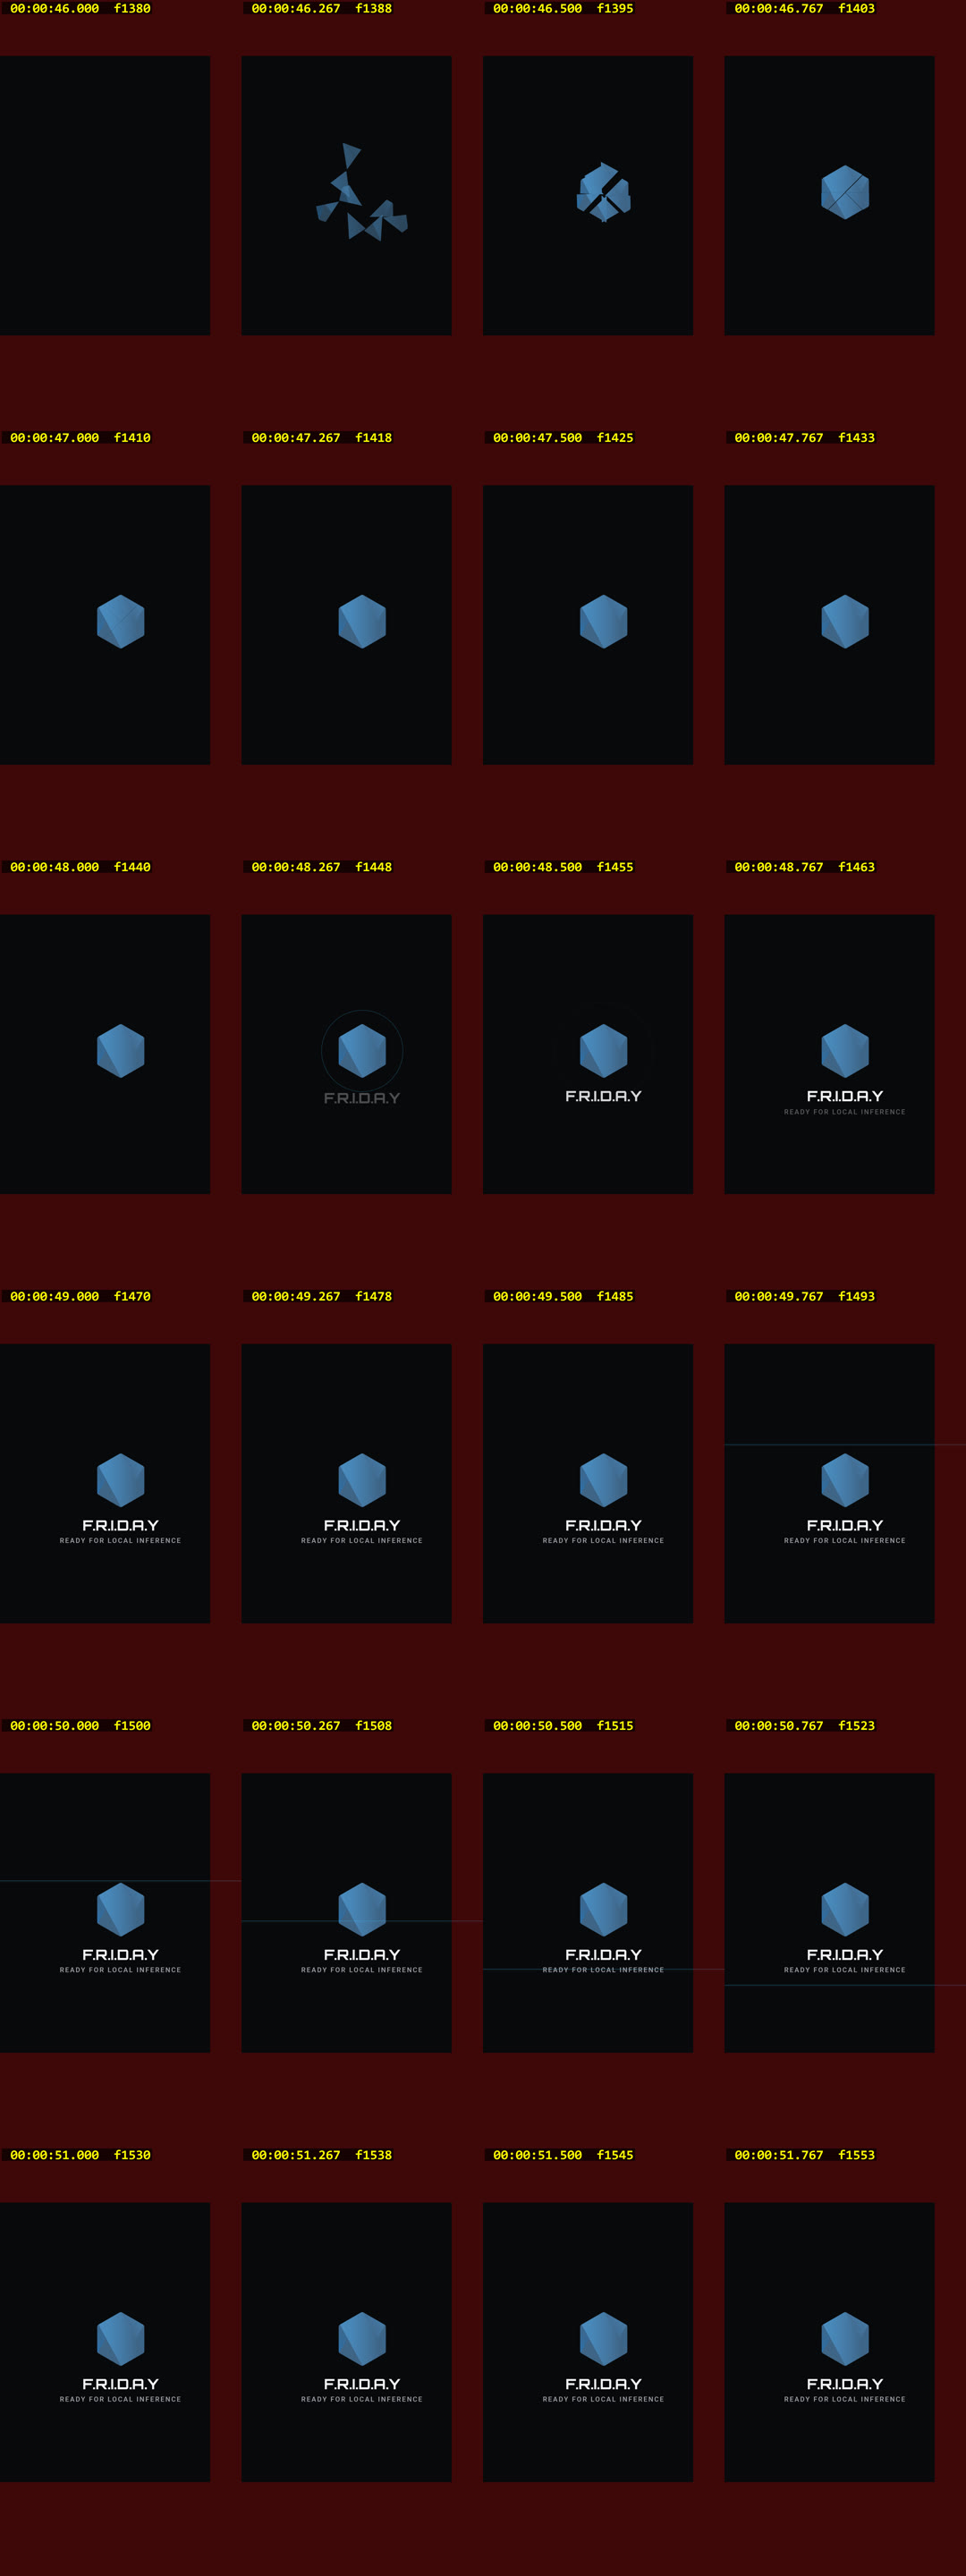 00:00:46.000 f1380
00:00:46.267 f1388
00:00:46.500 f1395
00:00:46.767 f1403
00:00:47.000 f1410
00:00:47.267 f1418
00:00:47.500 f1425
00:00:47.767 f1433
00:00:48.000 f1440
00:00:48.267 f1448
00:00:48.500 f1455
00:00:48.767 f1463
F.R.I.D.A.Y
F.R.I.D.A.Y
F.R.I.D.A.Y
READY FOR LOCAL INFERENCE
00:00:49.000 f1470
00:00:49.267 f1478
00:00:49.500 f1485
00:00:49.767 f1493
F.R.I.D.A.Y
READY FOR LOCAL INFERENCE
F.R.I.D.A.Y
READY FOR LOCAL INFERENCE
F.R.I.D.A.Y
READY FOR LOCAL INFERENCE
F.R.I.D.A.Y
READY FOR LOCAL INFERENCE
00:00:50.000 f1500
00:00:50.267 f1508
00:00:50.500 f1515
00:00:50.767 f1523
F.R.I.D.A.Y
READY FOR LOCAL INFERENCE
F.R.I.D.A.Y
READY FOR LOCAL INFERENCE
F.R.I.D.A.Y
READY FOR LOCAL INFERENCE
F.R.I.D.A.Y
READY FOR LOCAL INFERENCE
00:00:51.000 f1530
00:00:51.267 f1538
00:00:51.500 f1545
00:00:51.767 f1553
F.R.I.D.A.Y
READY FOR LOCAL INFERENCE
F.R.I.D.A.Y
READY FOR LOCAL INFERENCE
F.R.I.D.A.Y
READY FOR LOCAL INFERENCE
F.R.I.D.A.Y
READY FOR LOCAL INFERENCE